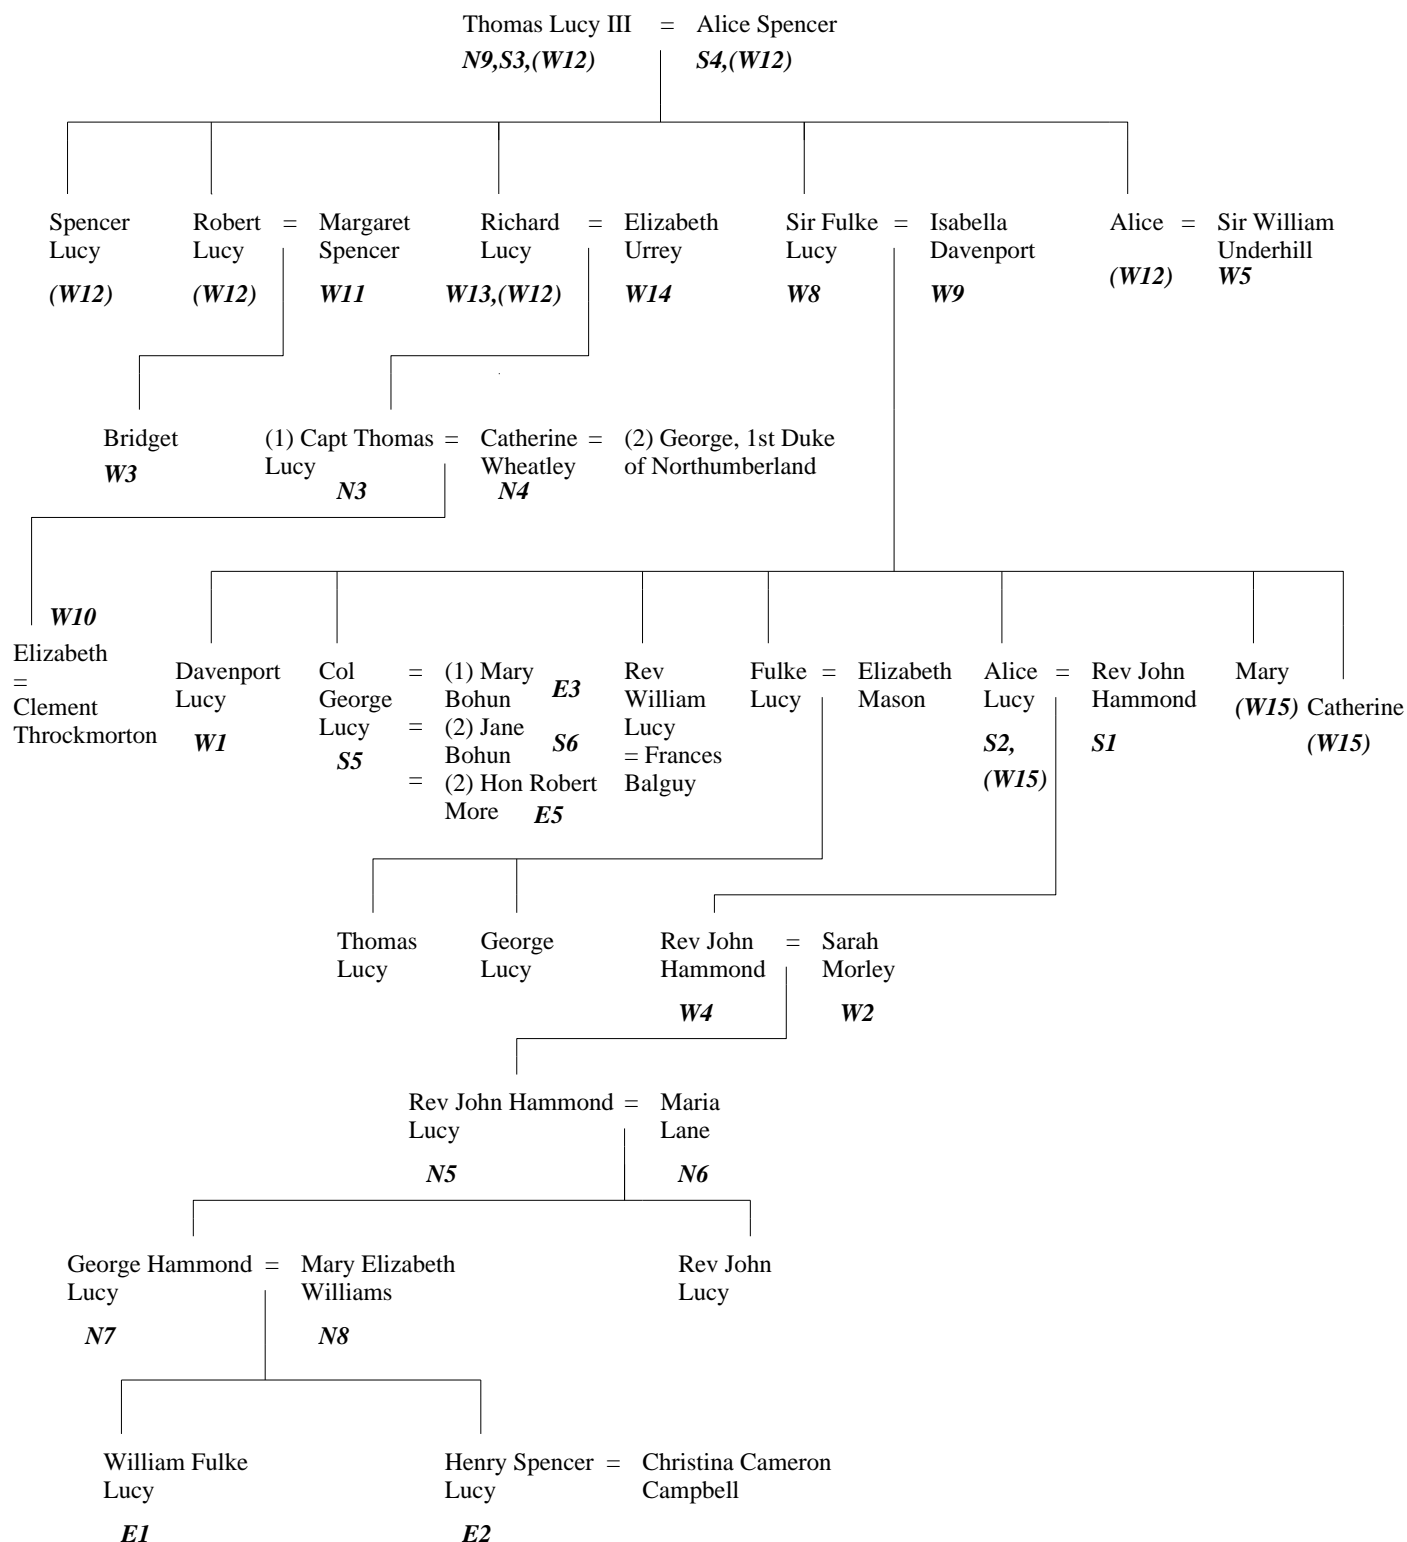 Thomas Lucy III = Alice Spencer
N9,S3,(W12) S4,(W12)
Spencer Robert = Margaret Richard = Elizabeth Sir Fulke = Isabella Alice = Sir William
Lucy Lucy Spencer Lucy Urrey Lucy Davenport Underhill
(W12) (W12) W11 W13,(W12) W14 W8 W9 (W12) W5
Bridget (1) Capt Thomas = Catherine = (2) George, 1st Duke
W3 Lucy Wheatley of Northumberland
N3 N4
W10
Elizabeth
=
Clement
Throckmorton
Davenport
Lucy
W1
Col = (1) Mary
George Bohun E3
Lucy = (2) Jane
S5 Bohun S6
= (2) Hon Robert
More E5
Rev
William
Lucy
= Frances
Balguy
Fulke = Elizabeth
Lucy Mason
Alice = Rev John
Lucy Hammond
S2, S1
(W15)
Mary
(W15) Catherine
(W15)
Thomas George Rev John = Sarah
Lucy Lucy Hammond Morley
W4 W2
Rev John Hammond = Maria
Lucy Lane
N5 N6
George Hammond = Mary Elizabeth Rev John
Lucy Williams Lucy
N7 N8
William Fulke Henry Spencer = Christina Cameron
Lucy Lucy Campbell
E1 E2